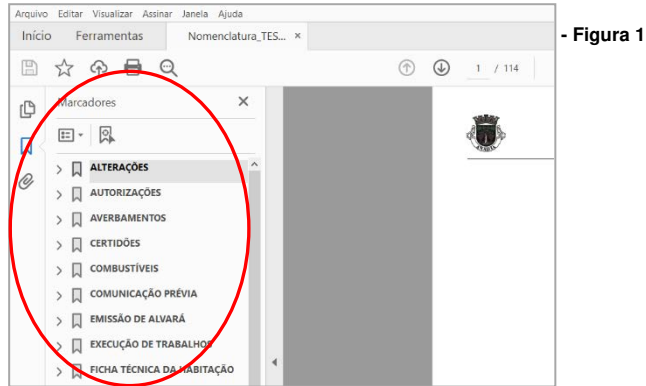 Arquivo Editar Visualizar Assinar Janela Ajuda
Início Ferramentas Nomenclatura_TES... ×
- Figura 1
1 / 114
Marcadores ×
ALTERAÇÕES
AUTORIZAÇÕES
AVERBAMENTOS
CERTIDÕES
COMBUSTÍVEIS
COMUNICAÇÃO PRÉVIA
EMISSÃO DE ALVARÁ
EXECUÇÃO DE TRABALHOS
FICHA TÉCNICA DA HABITAÇÃO